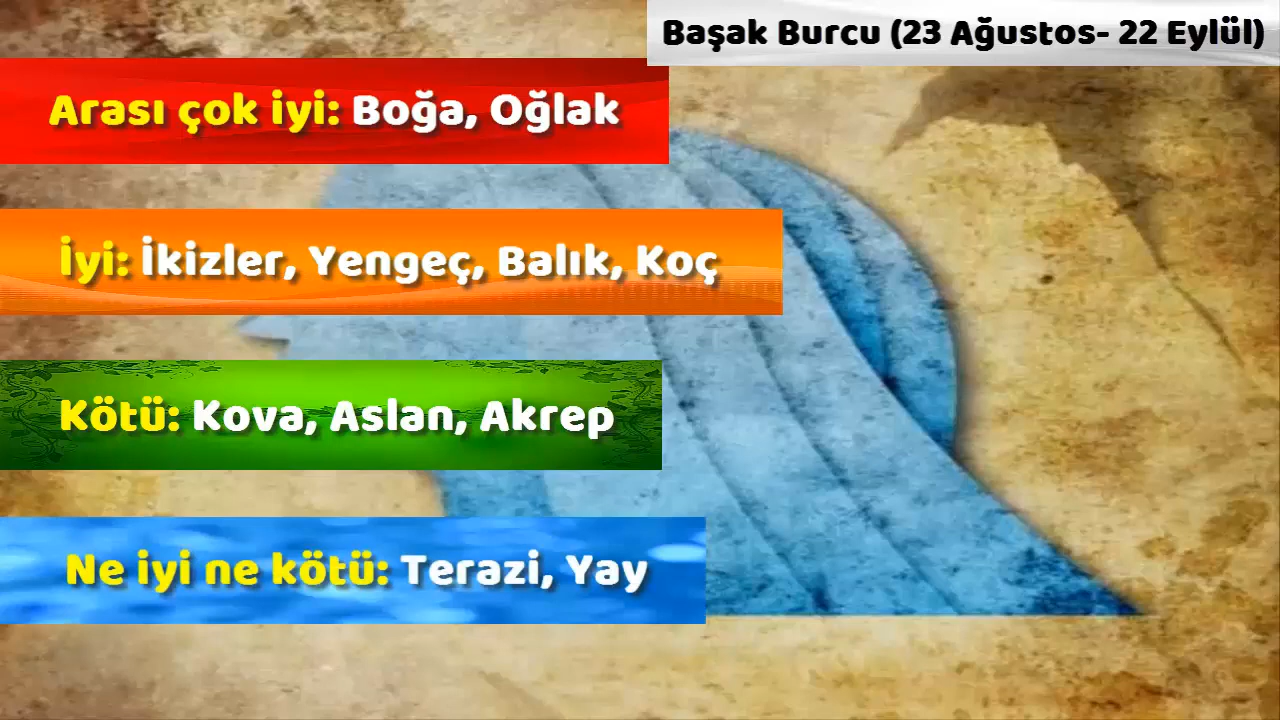 Başak Burcu (23 Ağustos- 22 Eylül)
Arası çok iyi: Boğa, Oğlak
İyi: İkizler, Yengeç, Balık, Koç
Kötü: Kova, Aslan, Akrep
Ne iyi ne kötü: Terazi, Yay